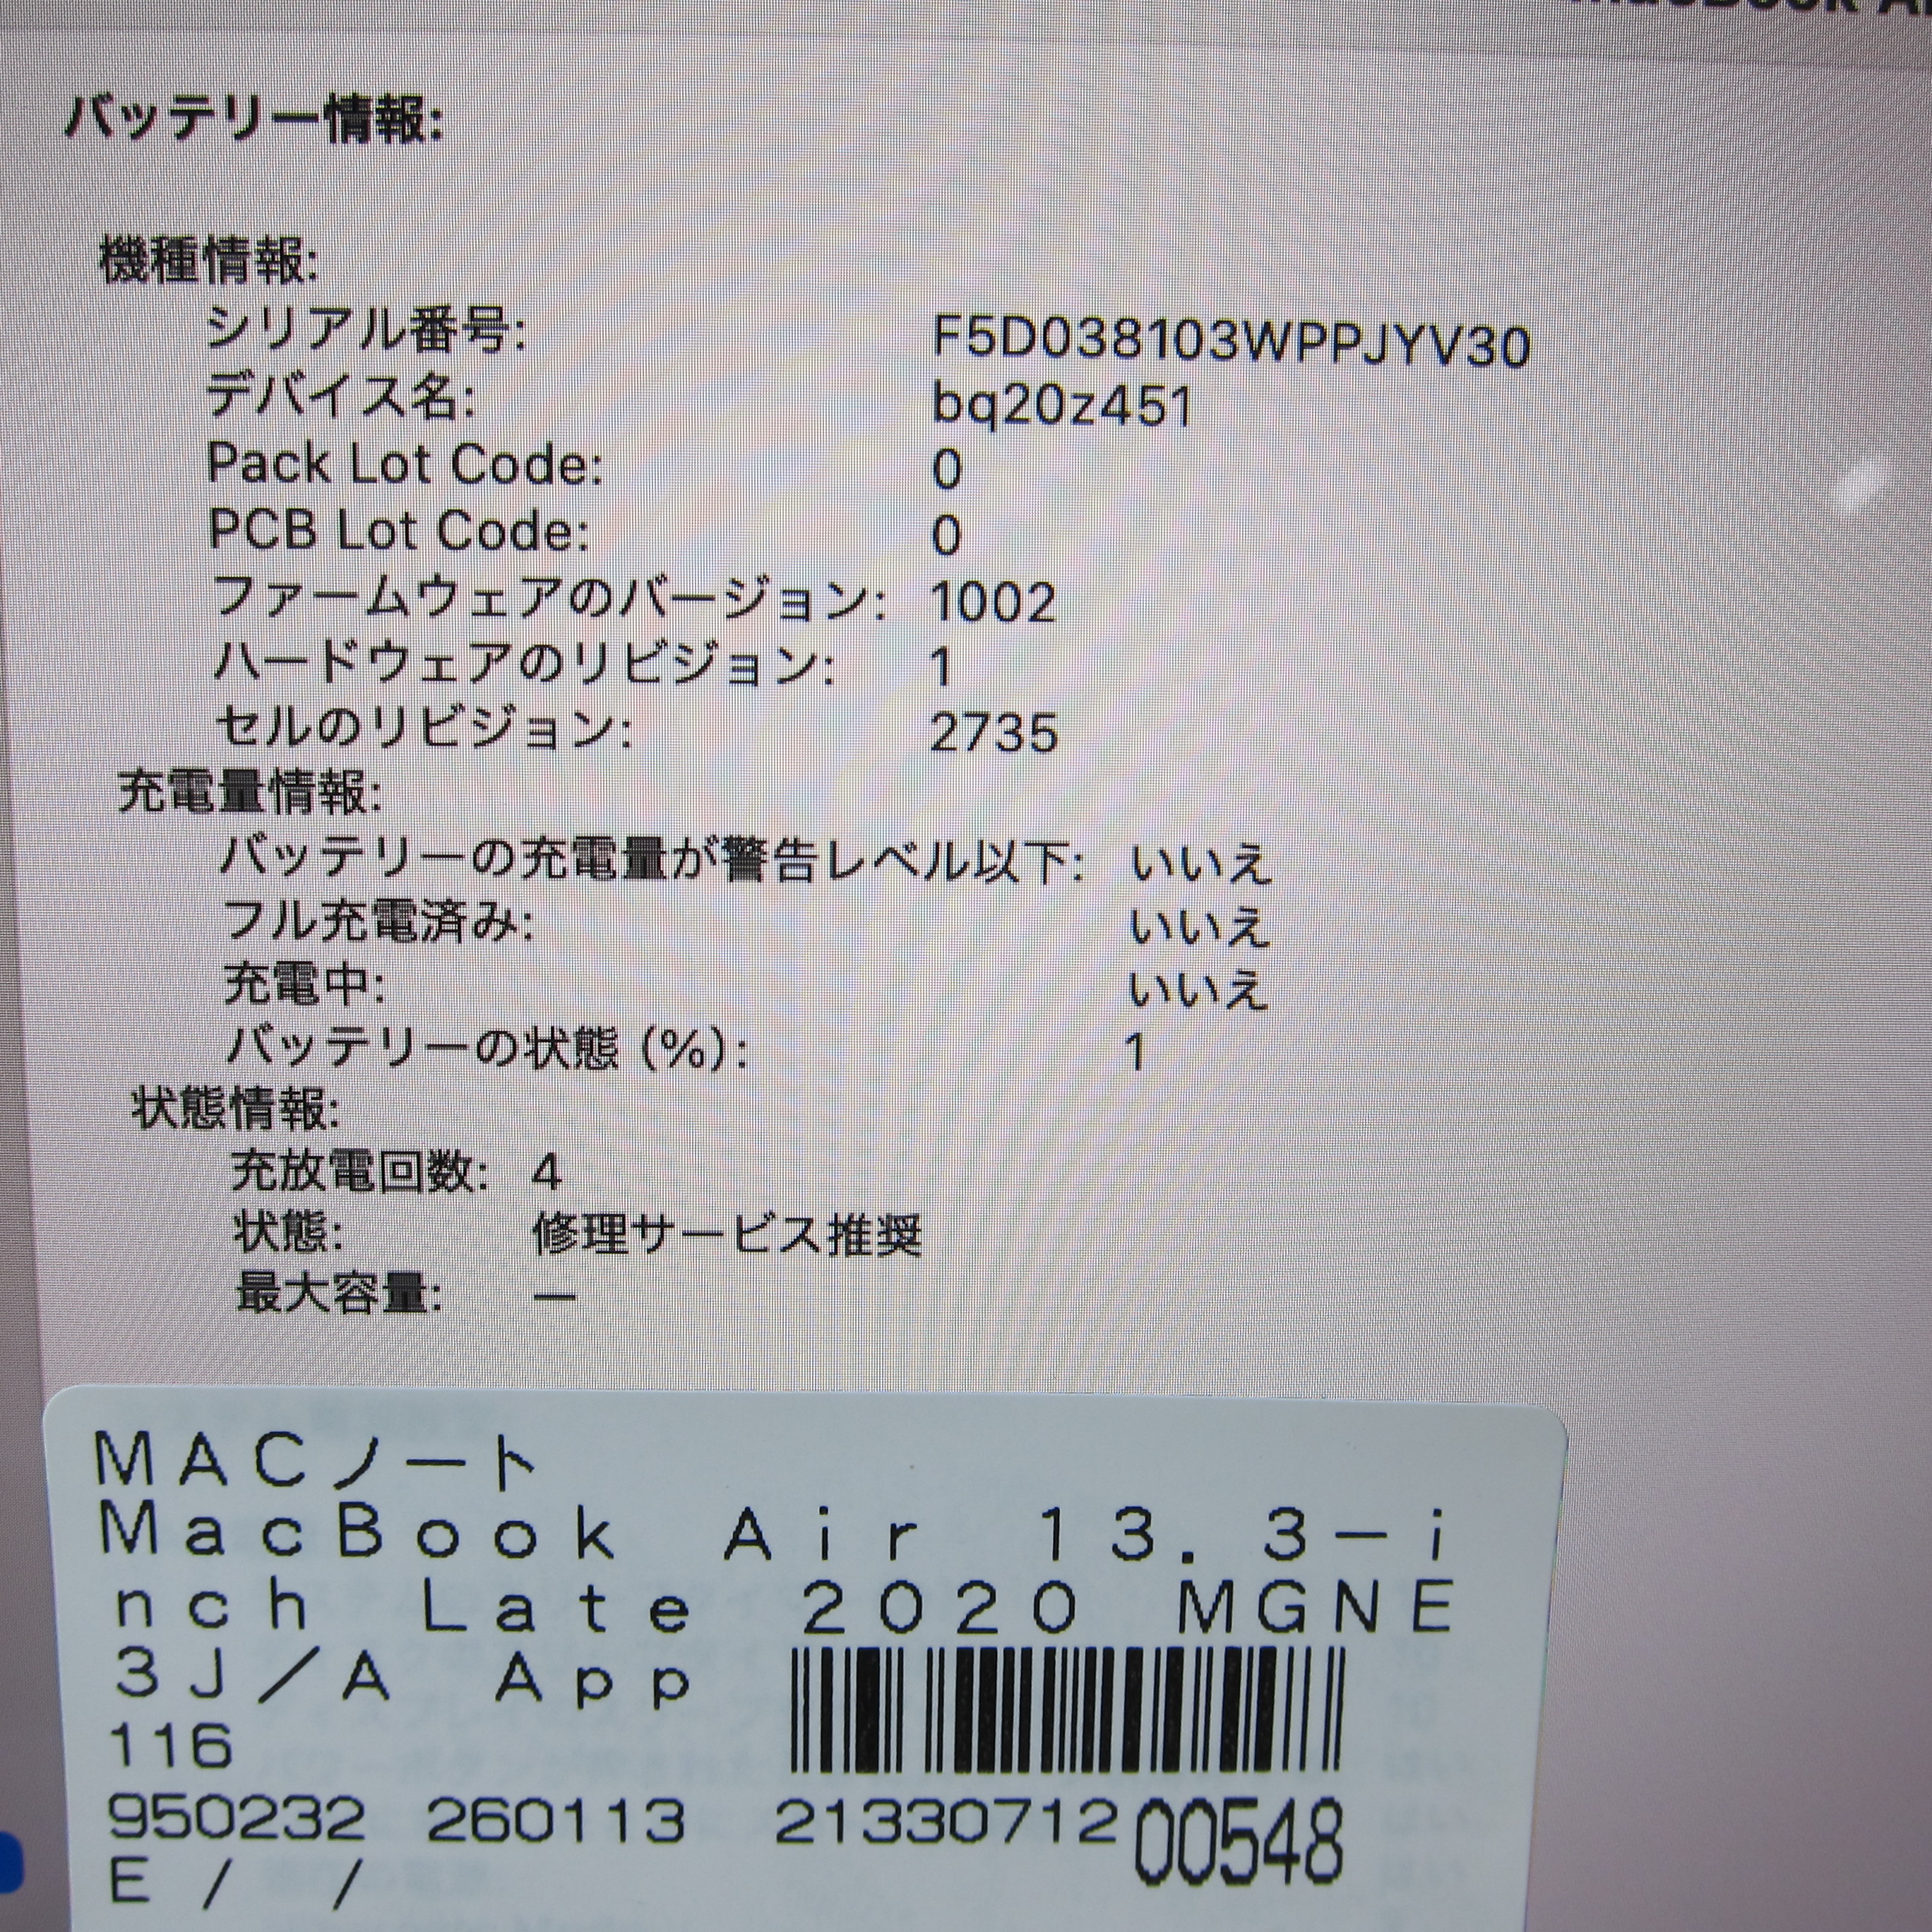 バッテリー情報:
機種情報:
シリアル番号: F5D038103WPPJYV30
デバイス名: bq20z451
Pack Lot Code: 0
PCB Lot Code: 0
ファームウェアのバージョン: 1002
ハードウェアのリビジョン: 1
セルのリビジョン: 2735
充電量情報:
バッテリーの充電量が警告レベル以下: いいえ
フル充電済み: いいえ
充電中: いいえ
バッテリーの状態 (%): 1
状態情報:
充放電回数: 4
状態: 修理サービス推奨
最大容量: —
MACノート
MacBook Air 13.3-i
nch Late 2020 MGNE
3J/A App
116
950232 260113 2133071200548
E / /